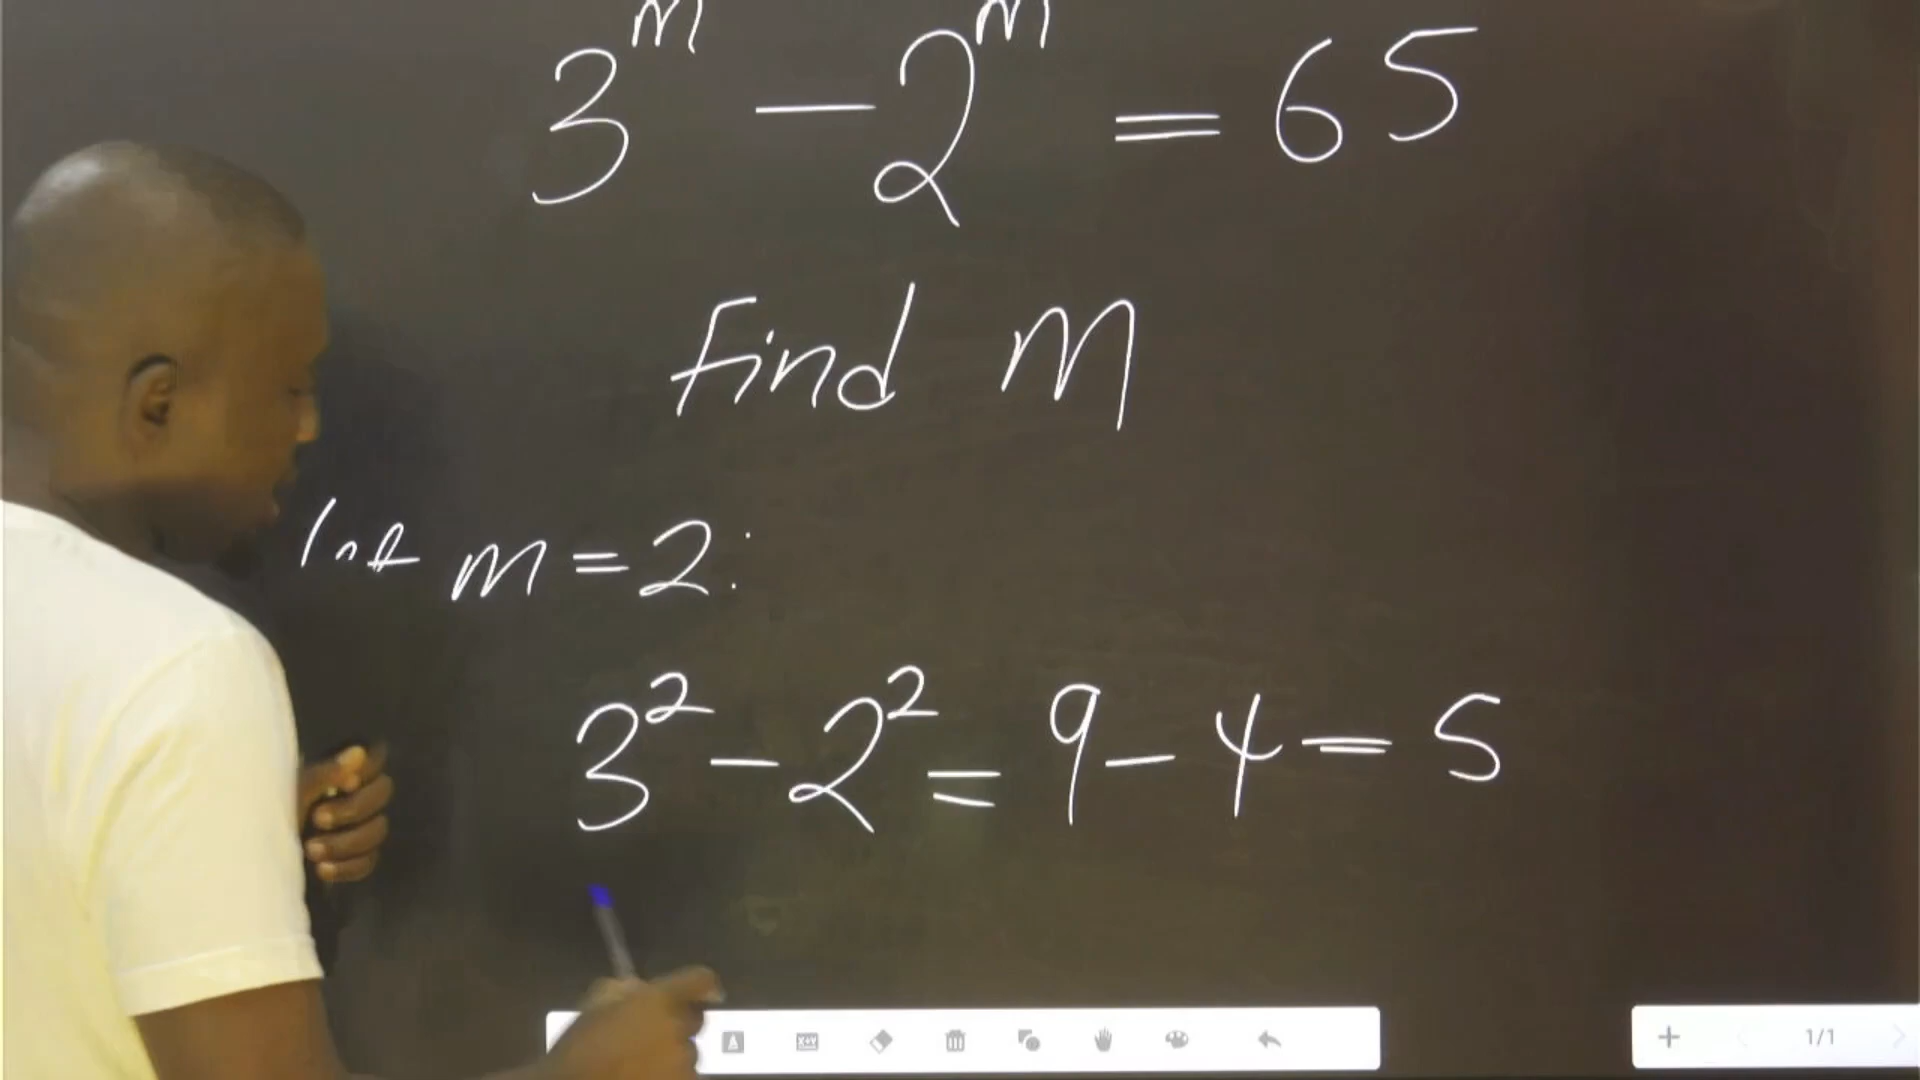 3^m - 2^m = 65
Find m
m = 2:
3² - 2² = 9 - 4 = 5
A X+Y
1/1